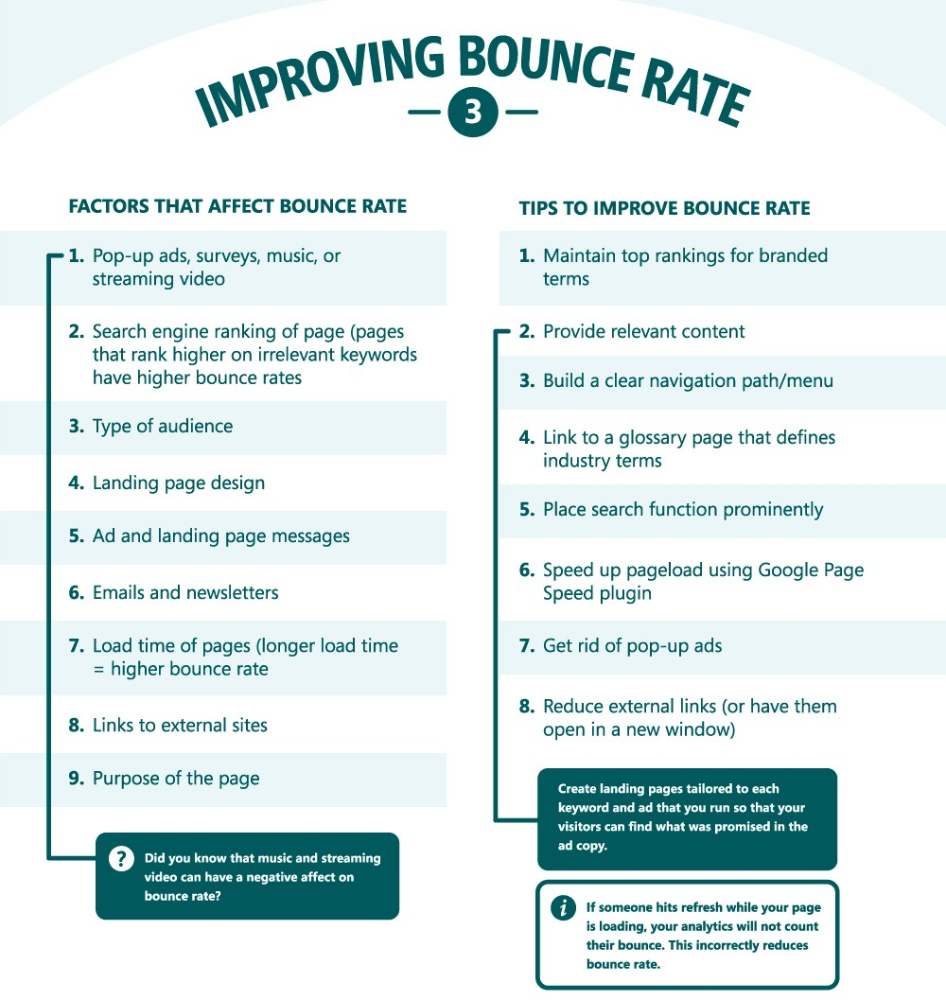 IMPROVING BOUNCE RATE
3
FACTORS THAT AFFECT BOUNCE RATE
1. Pop-up ads, surveys, music, or
streaming video
2. Search engine ranking of page (pages
that rank higher on irrelevant keywords
have higher bounce rates
3. Type of audience
4. Landing page design
5. Ad and landing page messages
6. Emails and newsletters
7. Load time of pages (longer load time
= higher bounce rate
8. Links to external sites
9. Purpose of the page
? Did you know that music and streaming
video can have a negative affect on
bounce rate?
TIPS TO IMPROVE BOUNCE RATE
1. Maintain top rankings for branded
terms
2. Provide relevant content
3. Build a clear navigation path/menu
4. Link to a glossary page that defines
industry terms
5. Place search function prominently
6. Speed up pageload using Google Page
Speed plugin
7. Get rid of pop-up ads
8. Reduce external links (or have them
open in a new window)
Create landing pages tailored to each
keyword and ad that you run so that your
visitors can find what was promised in the
ad copy.
i If someone hits refresh while your page
is loading, your analytics will not count
their bounce. This incorrectly reduces
bounce rate.